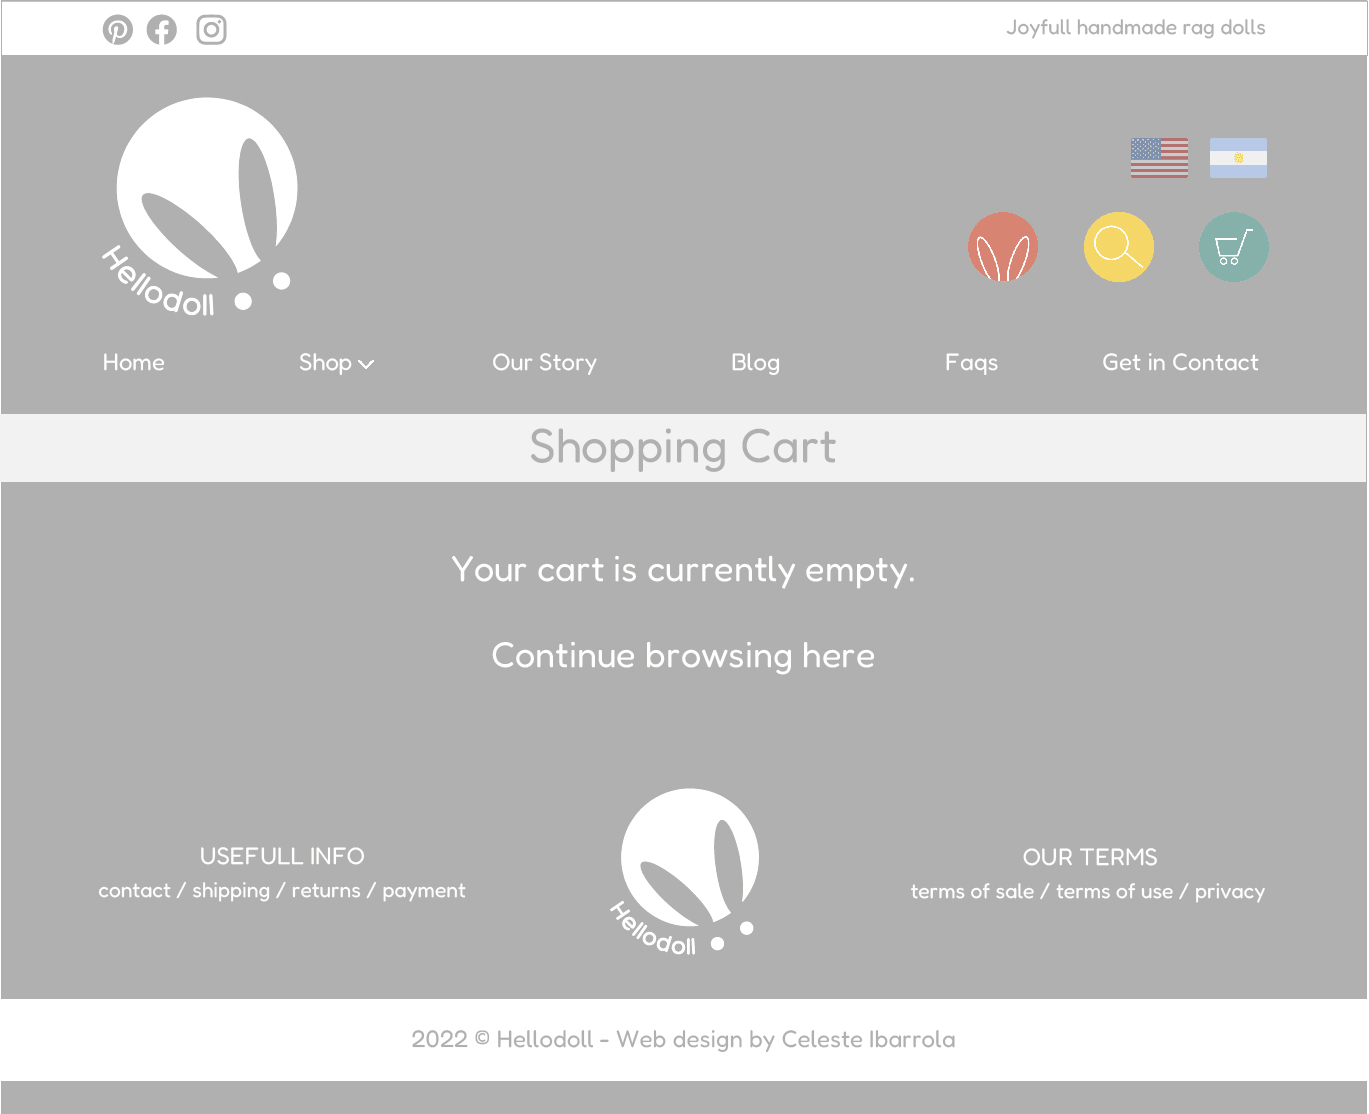 Joyfull handmade rag dolls
Hellodoll
Home
Shop
Our Story
Blog
Faqs
Get in Contact
Shopping Cart
Your cart is currently empty.
Continue browsing here
USEFULL INFO
contact / shipping / returns / payment
Hellodoll
OUR TERMS
terms of sale / terms of use / privacy
2022 © Hellodoll - Web design by Celeste Ibarrola